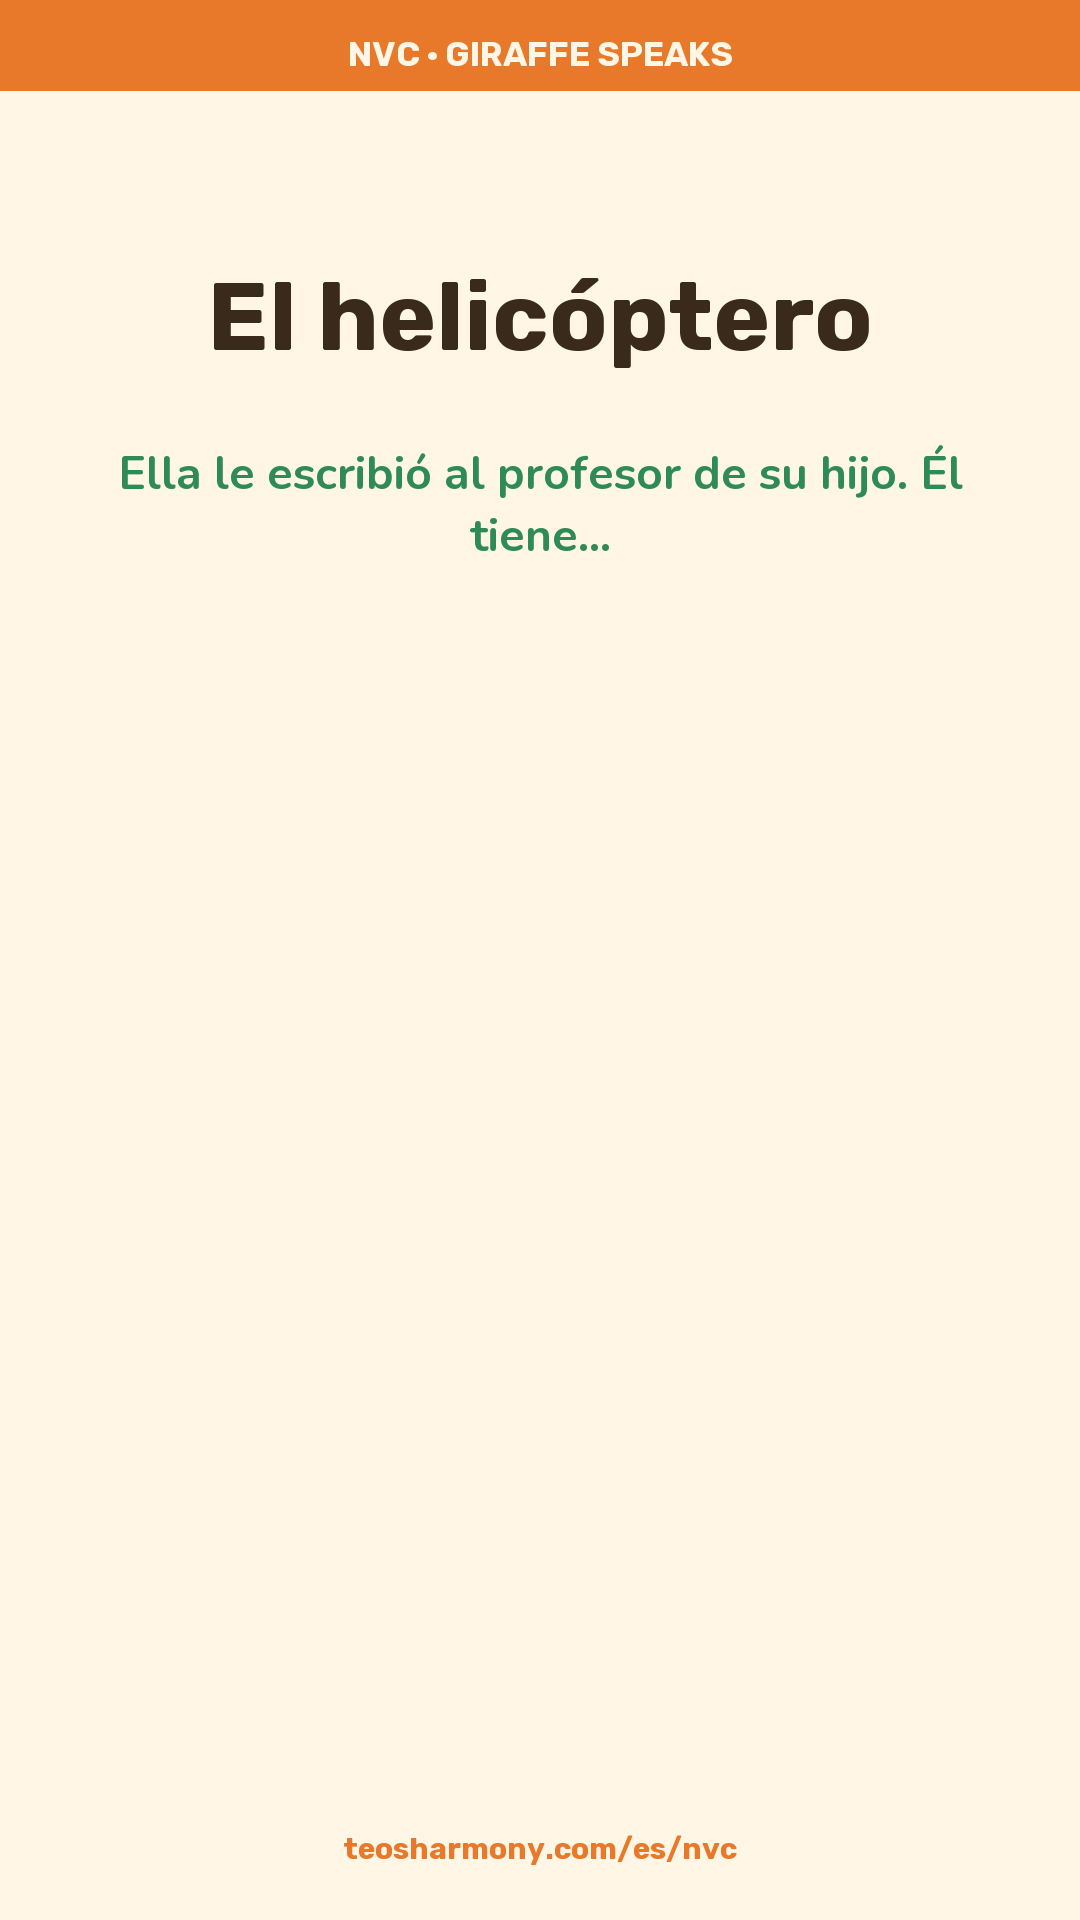 NVC • GIRAFFE SPEAKS
El helicóptero
Ella le escribió al profesor de su hijo. Él
tiene...
teosharmony.com/es/nvc